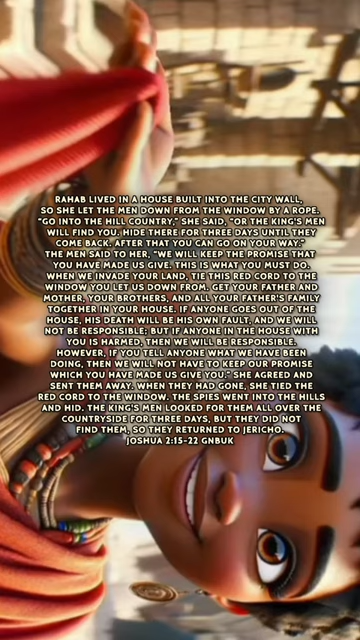 RAHAB LIVED IN A HOUSE BUILT INTO THE CITY WALL,
SO SHE LET THE MEN DOWN FROM THE WINDOW BY A ROPE.
"GO INTO THE HILL COUNTRY," SHE SAID, "OR THE KING'S MEN
WILL FIND YOU. HIDE THERE FOR THREE DAYS UNTIL THEY
COME BACK. AFTER THAT YOU CAN GO ON YOUR WAY."
THE MEN SAID TO HER, "WE WILL KEEP THE PROMISE THAT
YOU HAVE MADE US GIVE. THIS IS WHAT YOU MUST DO.
WHEN WE INVADE YOUR LAND, TIE THIS RED CORD TO THE
WINDOW YOU LET US DOWN FROM. GET YOUR FATHER AND
MOTHER, YOUR BROTHERS, AND ALL YOUR FATHER'S FAMILY
TOGETHER IN YOUR HOUSE. IF ANYONE GOES OUT OF THE
HOUSE, HIS DEATH WILL BE HIS OWN FAULT, AND WE WILL
NOT BE RESPONSIBLE; BUT IF ANYONE IN THE HOUSE WITH
YOU IS HARMED, THEN WE WILL BE RESPONSIBLE.
HOWEVER, IF YOU TELL ANYONE WHAT WE HAVE BEEN
DOING, THEN WE WILL NOT HAVE TO KEEP OUR PROMISE
WHICH YOU HAVE MADE US GIVE YOU." SHE AGREED AND
SENT THEM AWAY. WHEN THEY HAD GONE, SHE TIED THE
RED CORD TO THE WINDOW. THE SPIES WENT INTO THE HILLS
AND HID. THE KING'S MEN LOOKED FOR THEM ALL OVER THE
COUNTRYSIDE FOR THREE DAYS, BUT THEY DID NOT
FIND THEM, SO THEY RETURNED TO JERICHO.
JOSHUA 2:15-22 GNBUK